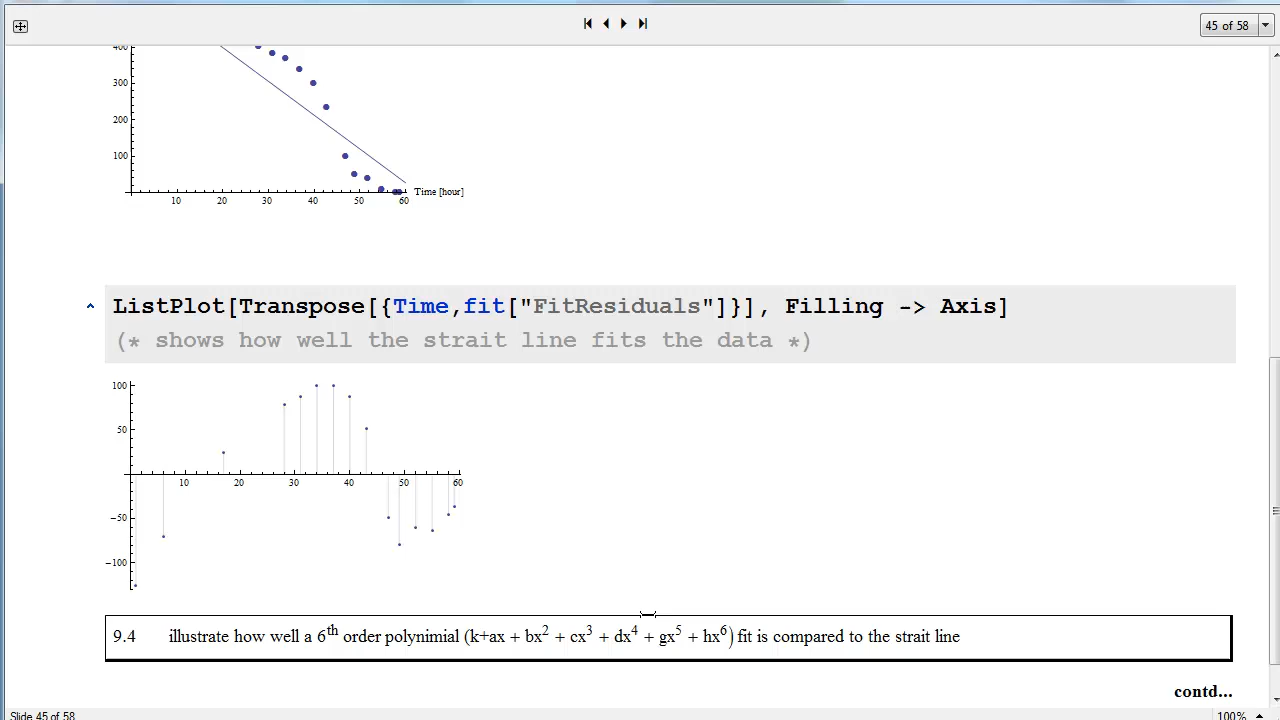 45 of 58
400
300
200
100
10 20 30 40 50 60 Time [hour]
ListPlot[Transpose[{Time,fit["FitResiduals"]}], Filling -> Axis]
(* shows how well the strait line fits the data *)
100
50
10 20 30 40 50 60
-50
-100
9.4 illustrate how well a 6th order polynimial (k+ax + bx2 + cx3 + dx4 + gx5 + hx6) fit is compared to the strait line
contd...
Slide 45 of 58
100%